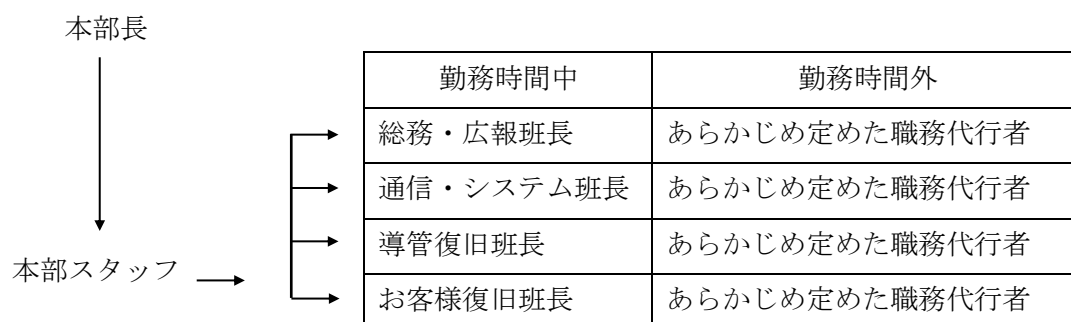 本部長
勤務時間中 勤務時間外
総務・広報班長 あらかじめ定めた職務代行者
通信・システム班長 あらかじめ定めた職務代行者
導管復旧班長 あらかじめ定めた職務代行者
本部スタッフ
お客様復旧班長 あらかじめ定めた職務代行者